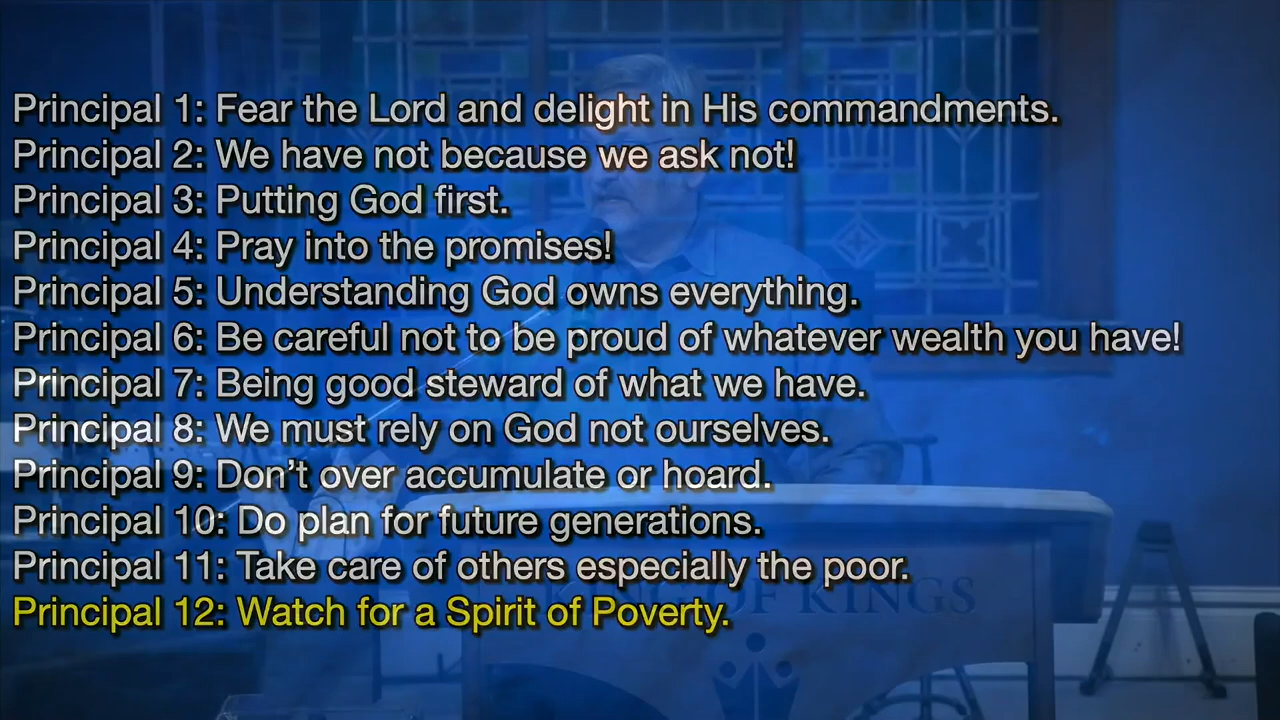 Principal 1: Fear the Lord and delight in His commandments.
Principal 2: We have not because we ask not!
Principal 3: Putting God first.
Principal 4: Pray into the promises!
Principal 5: Understanding God owns everything.
Principal 6: Be careful not to be proud of whatever wealth you have!
Principal 7: Being good steward of what we have.
Principal 8: We must rely on God not ourselves.
Principal 9: Don’t over accumulate or hoard.
Principal 10: Do plan for future generations.
Principal 11: Take care of others especially the poor.
KING OF KINGS
Principal 12: Watch for a Spirit of Poverty.